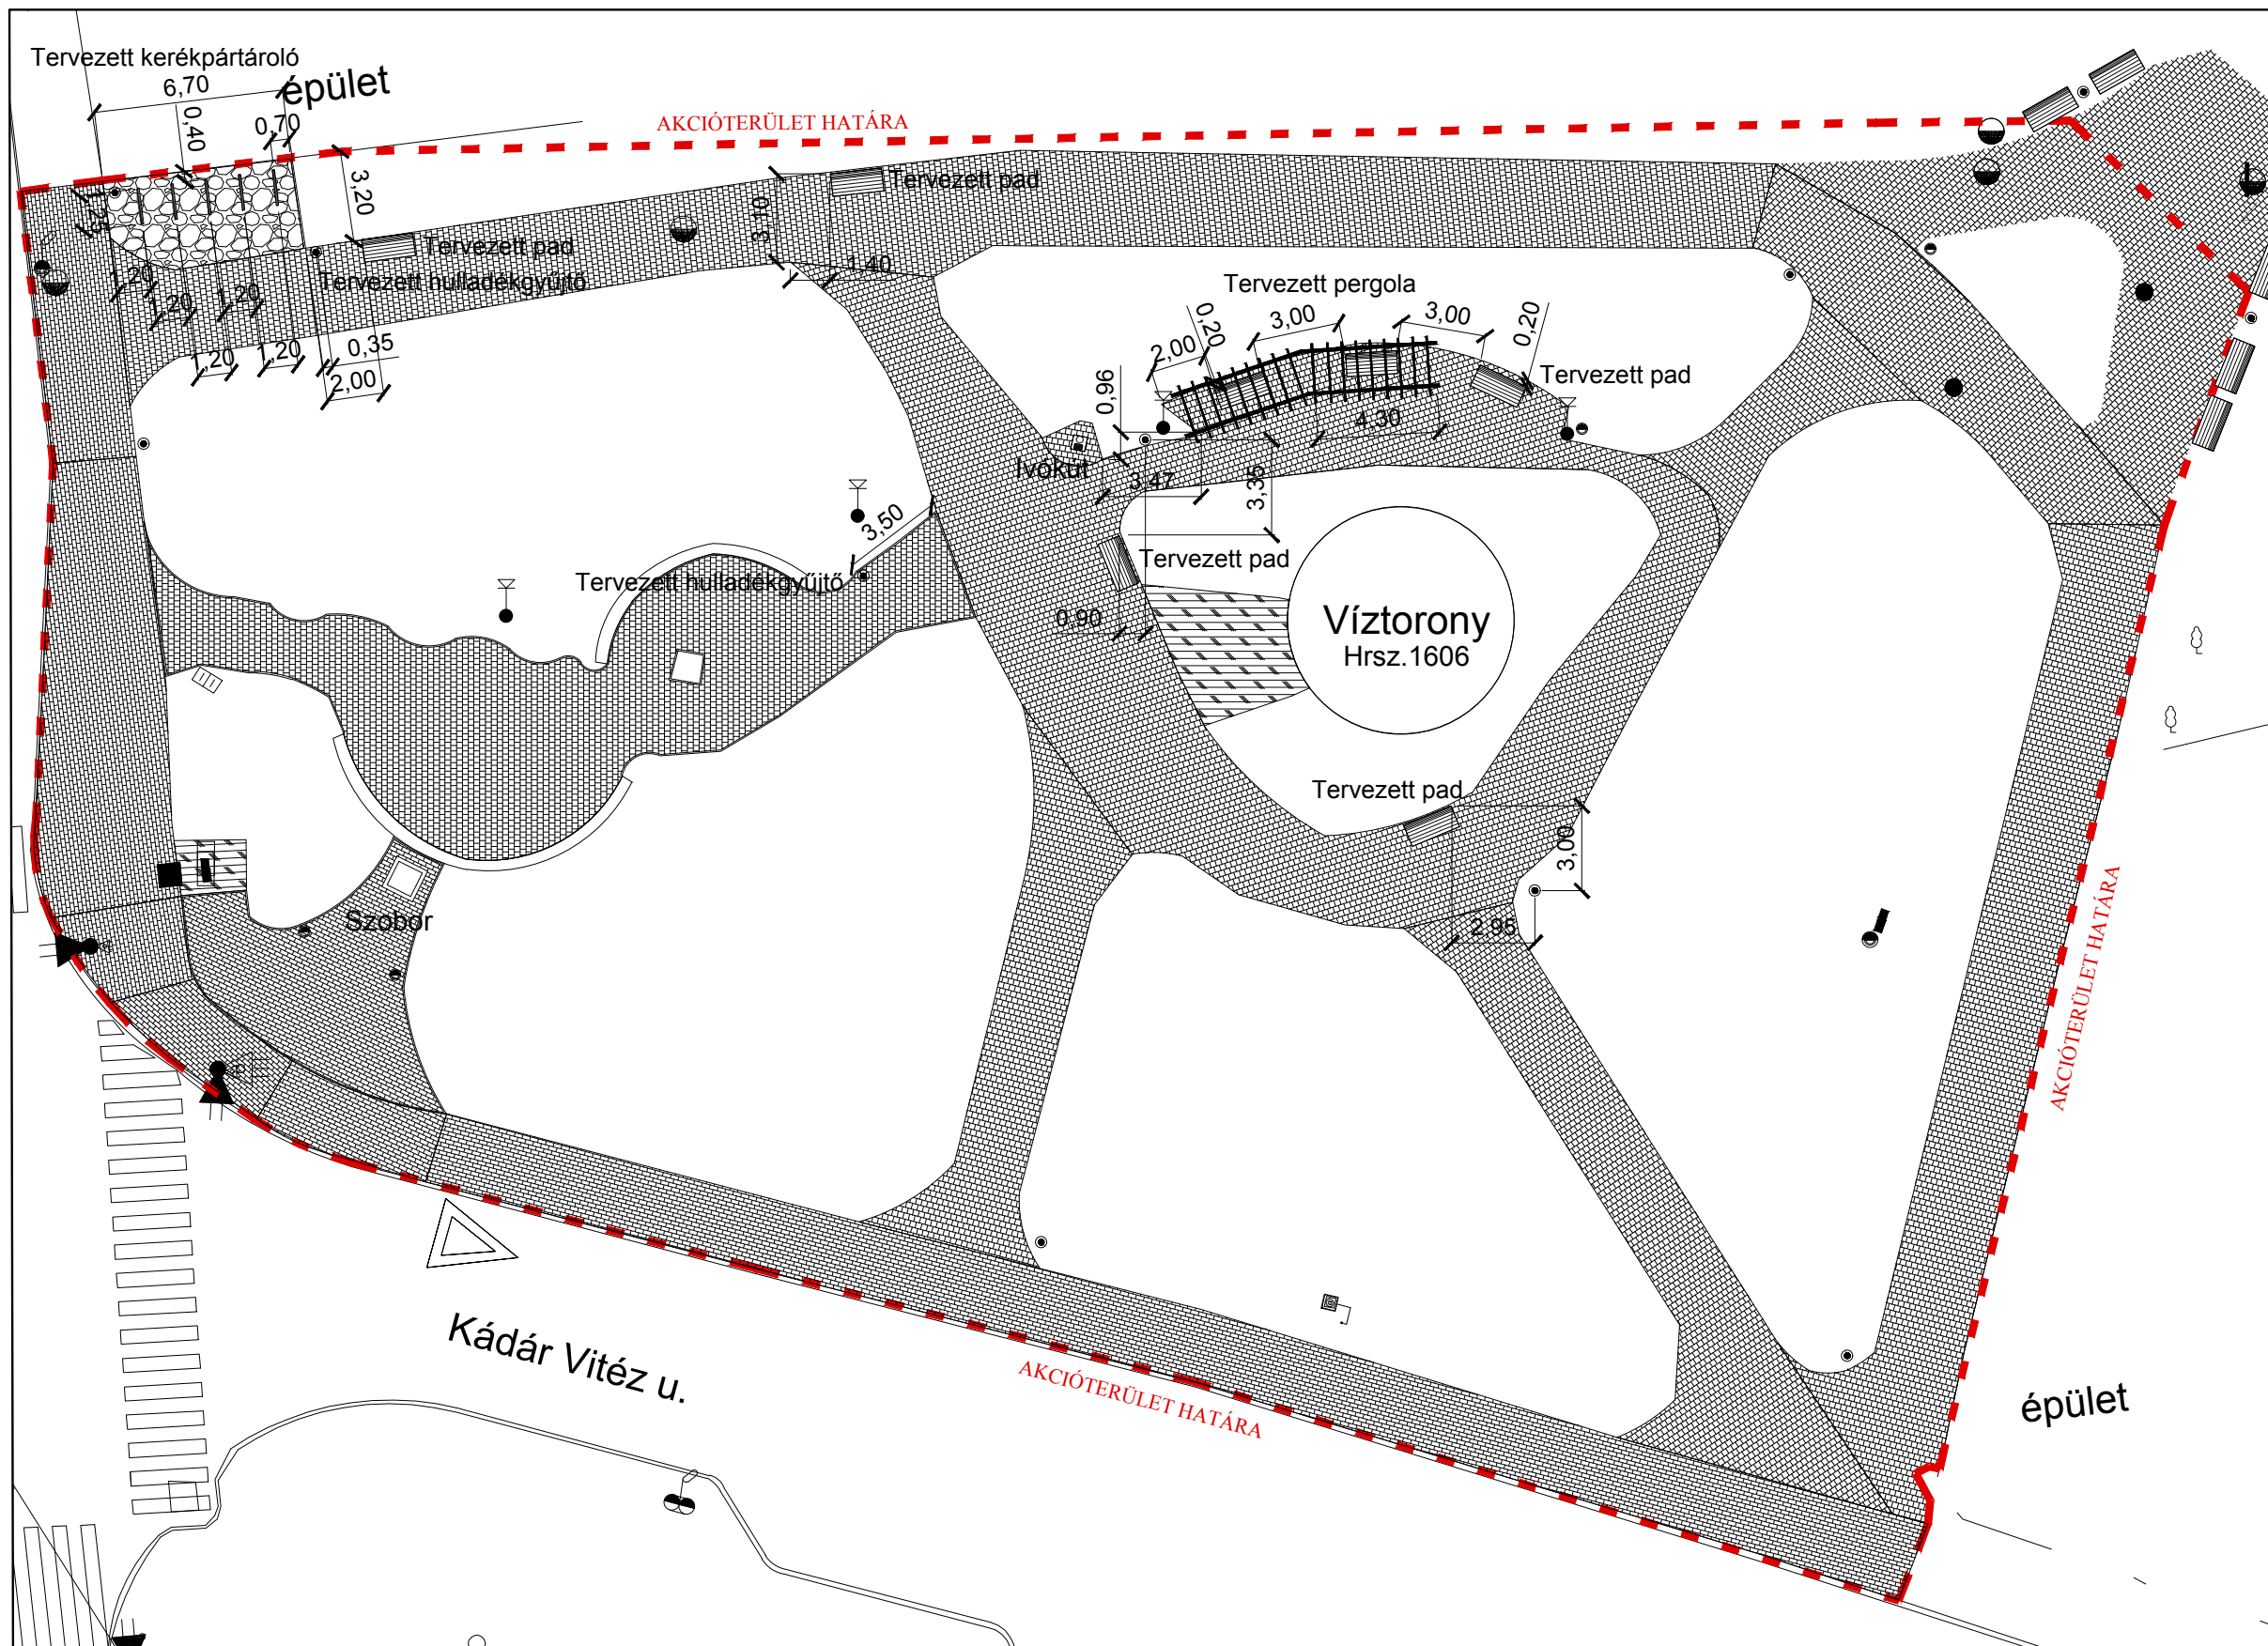 Tervezett kerékpártároló
6,70
épület
0,40
0,70
AKCIÓTERÜLET HATÁRA
3,20
1,25
Tervezett pad
3,10
Tervezett pad
Tervezett hulladékgyűjtő
1,40
1,20
1,20
1,20
1,20
1,20
0,35
2,00
Tervezett pergola
0,20
3,00
3,00
0,20
2,00
0,96
Tervezett pad
4,30
Ivókút
3,47
3,35
3,50
Tervezett hulladékgyűjtő
Tervezett pad
0,90
Víztorony
Hrsz.1606
Tervezett pad
3,00
2,95
Szobor
AKCIÓTERÜLET HATÁRA
Kádár Vitéz u.
AKCIÓTERÜLET HATÁRA
épület